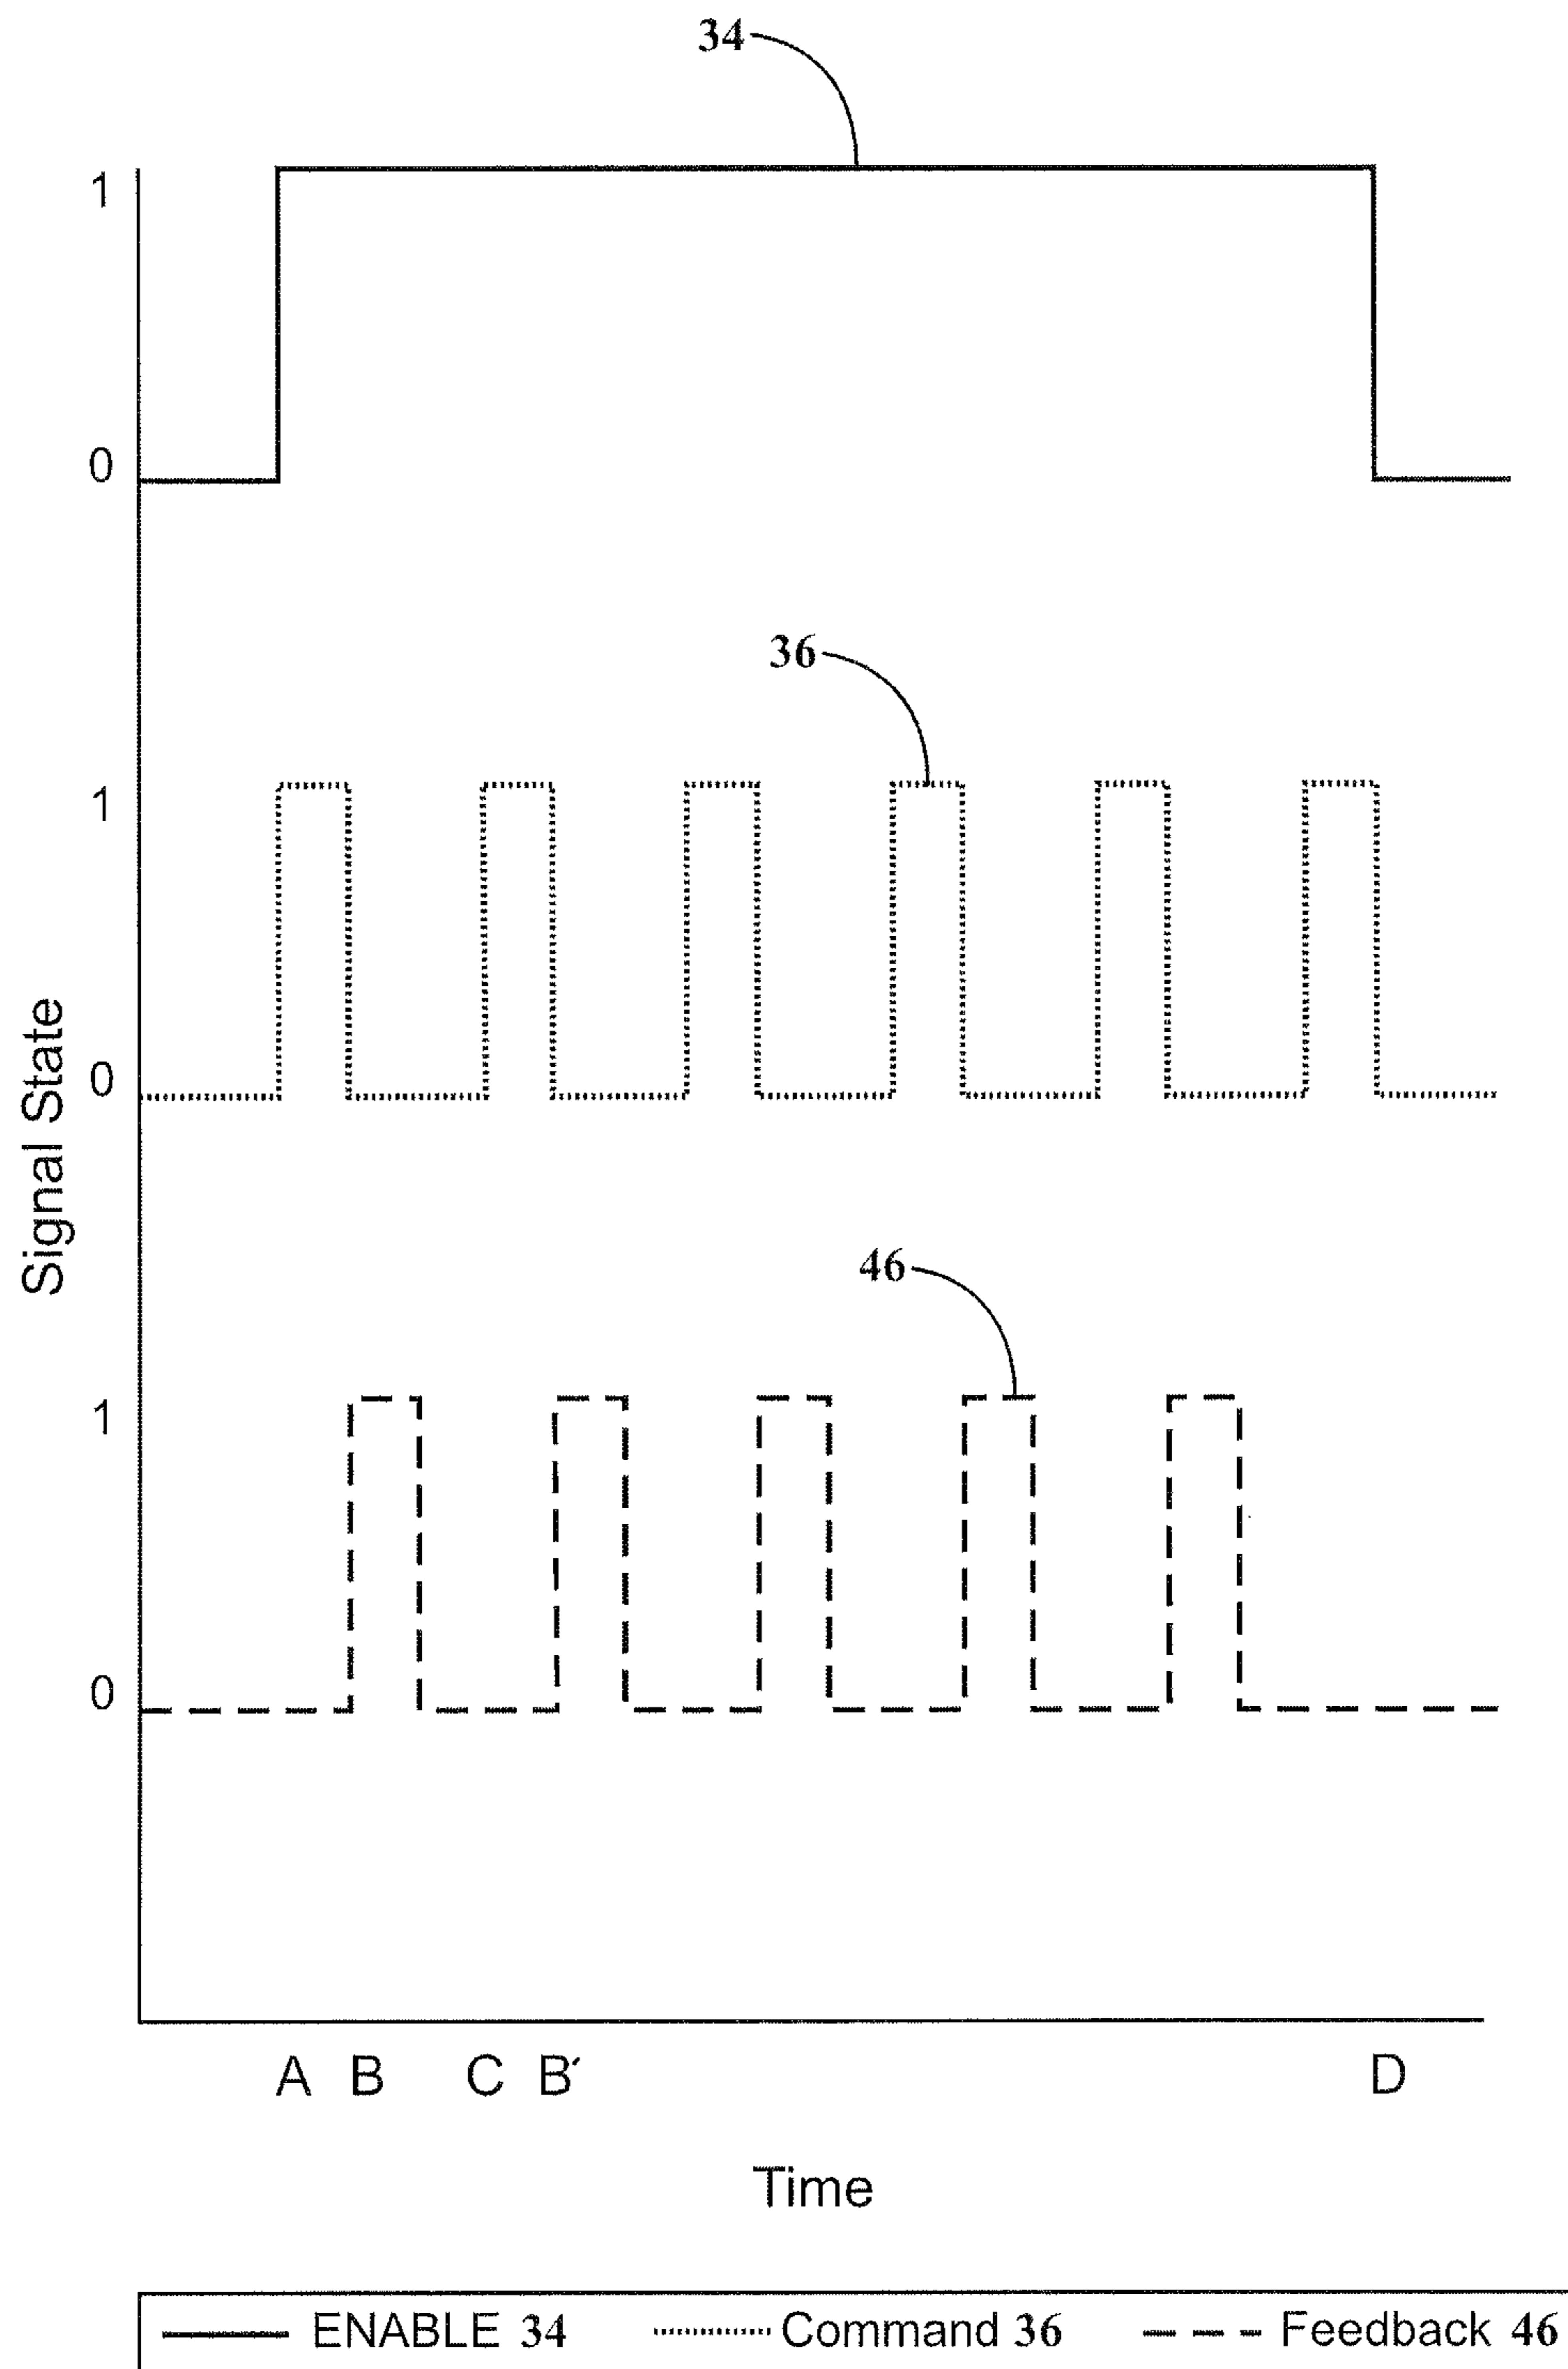 34
1
0
36
1
0
Signal State
46
1
0
A B C B′ D
Time
ENABLE 34 Command 36 Feedback 46